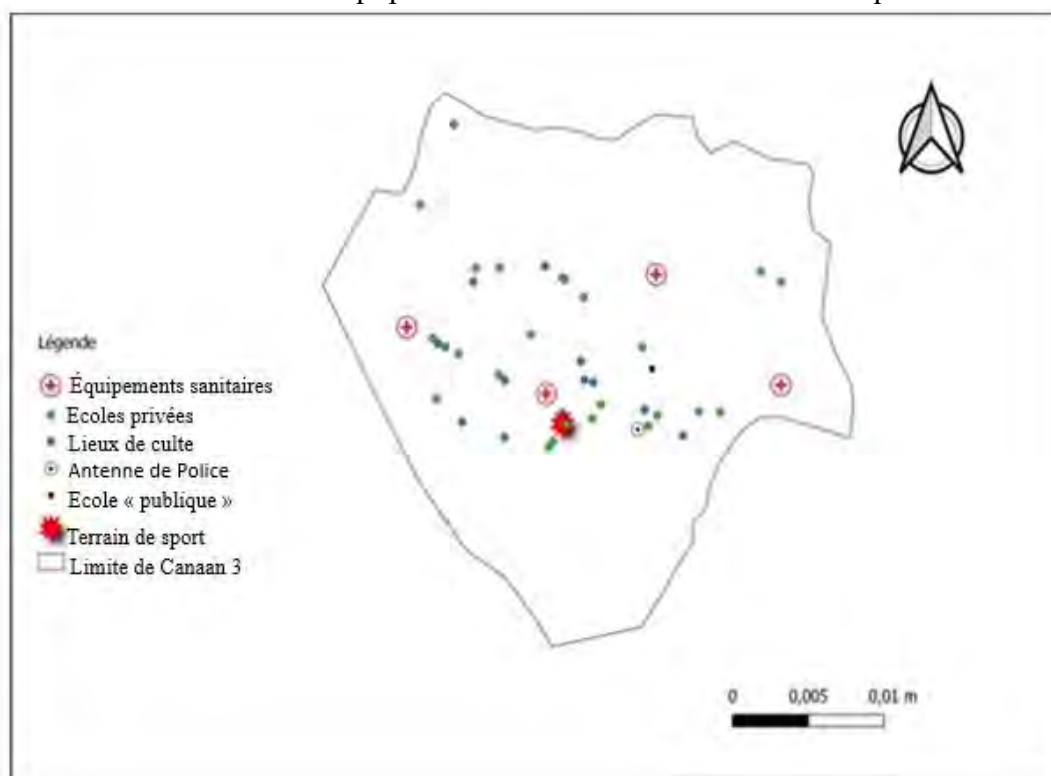 Légende
Équipements sanitaires
Ecoles privées
Lieux de culte
Antenne de Police
Ecole « publique »
Terrain de sport
Limite de Canaan 3
0 0,005 0,01 m